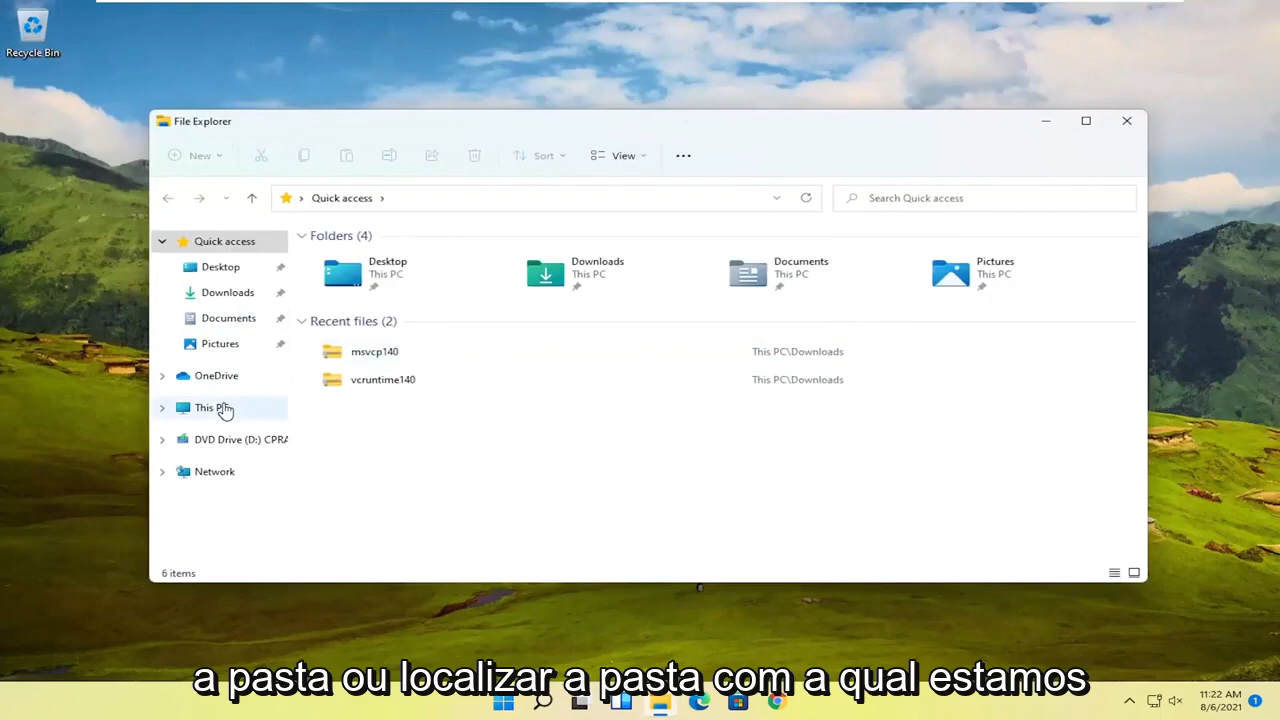 Recycle Bin
File Explorer
New
Sort
View
Quick access
Search Quick access
Quick access
Desktop
Downloads
Documents
Pictures
OneDrive
DVD Drive (D:) CPRA
Network
Folders (4)
Desktop
This PC
Downloads
This PC
Documents
This PC
Pictures
This PC
Recent files (2)
msvcp140
This PC\Downloads
vcruntime140
This PC\Downloads
6 items
a pasta ou localizar a pasta com a qual estamos
11:22 AM
8/6/2021
1